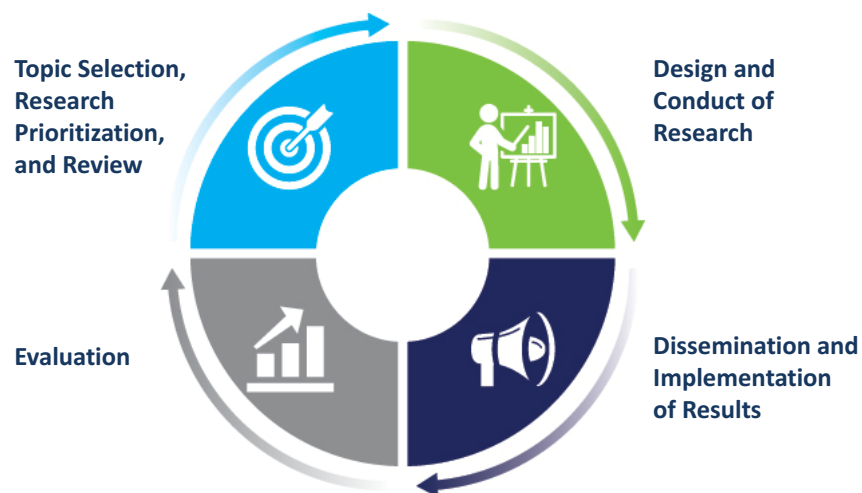 Topic Selection,
Research
Prioritization,
and Review
Design and
Conduct of
Research
Evaluation
Dissemination and
Implementation
of Results